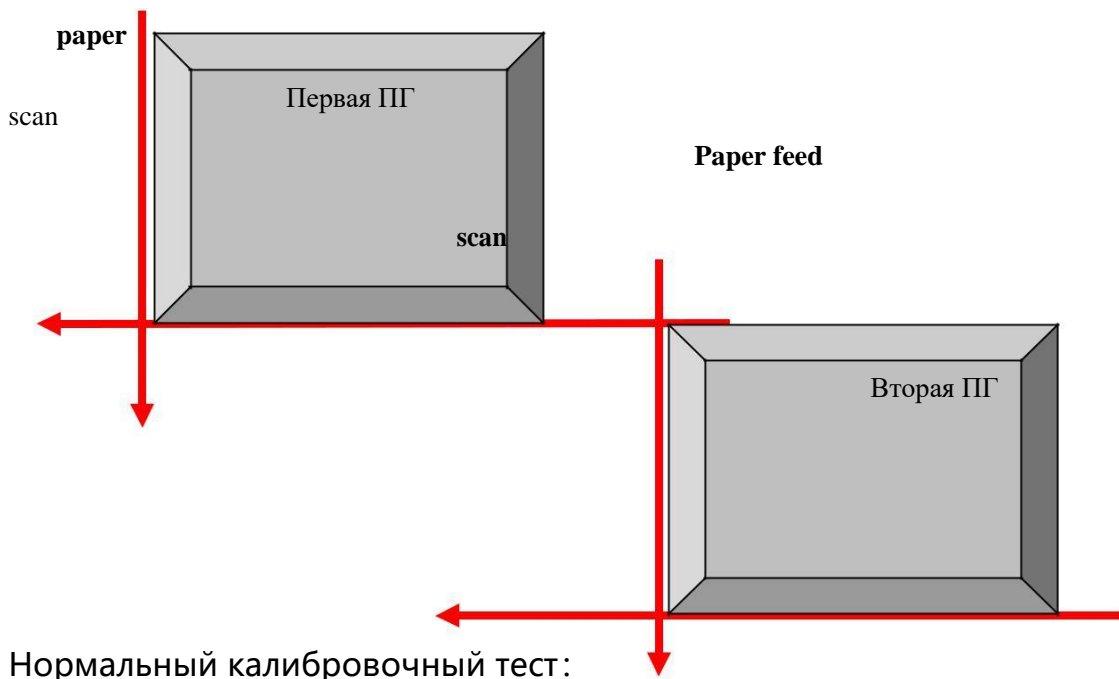 paper
Первая ПГ
scan
Paper feed
scan
Вторая ПГ
Нормальный калибровочный тест: